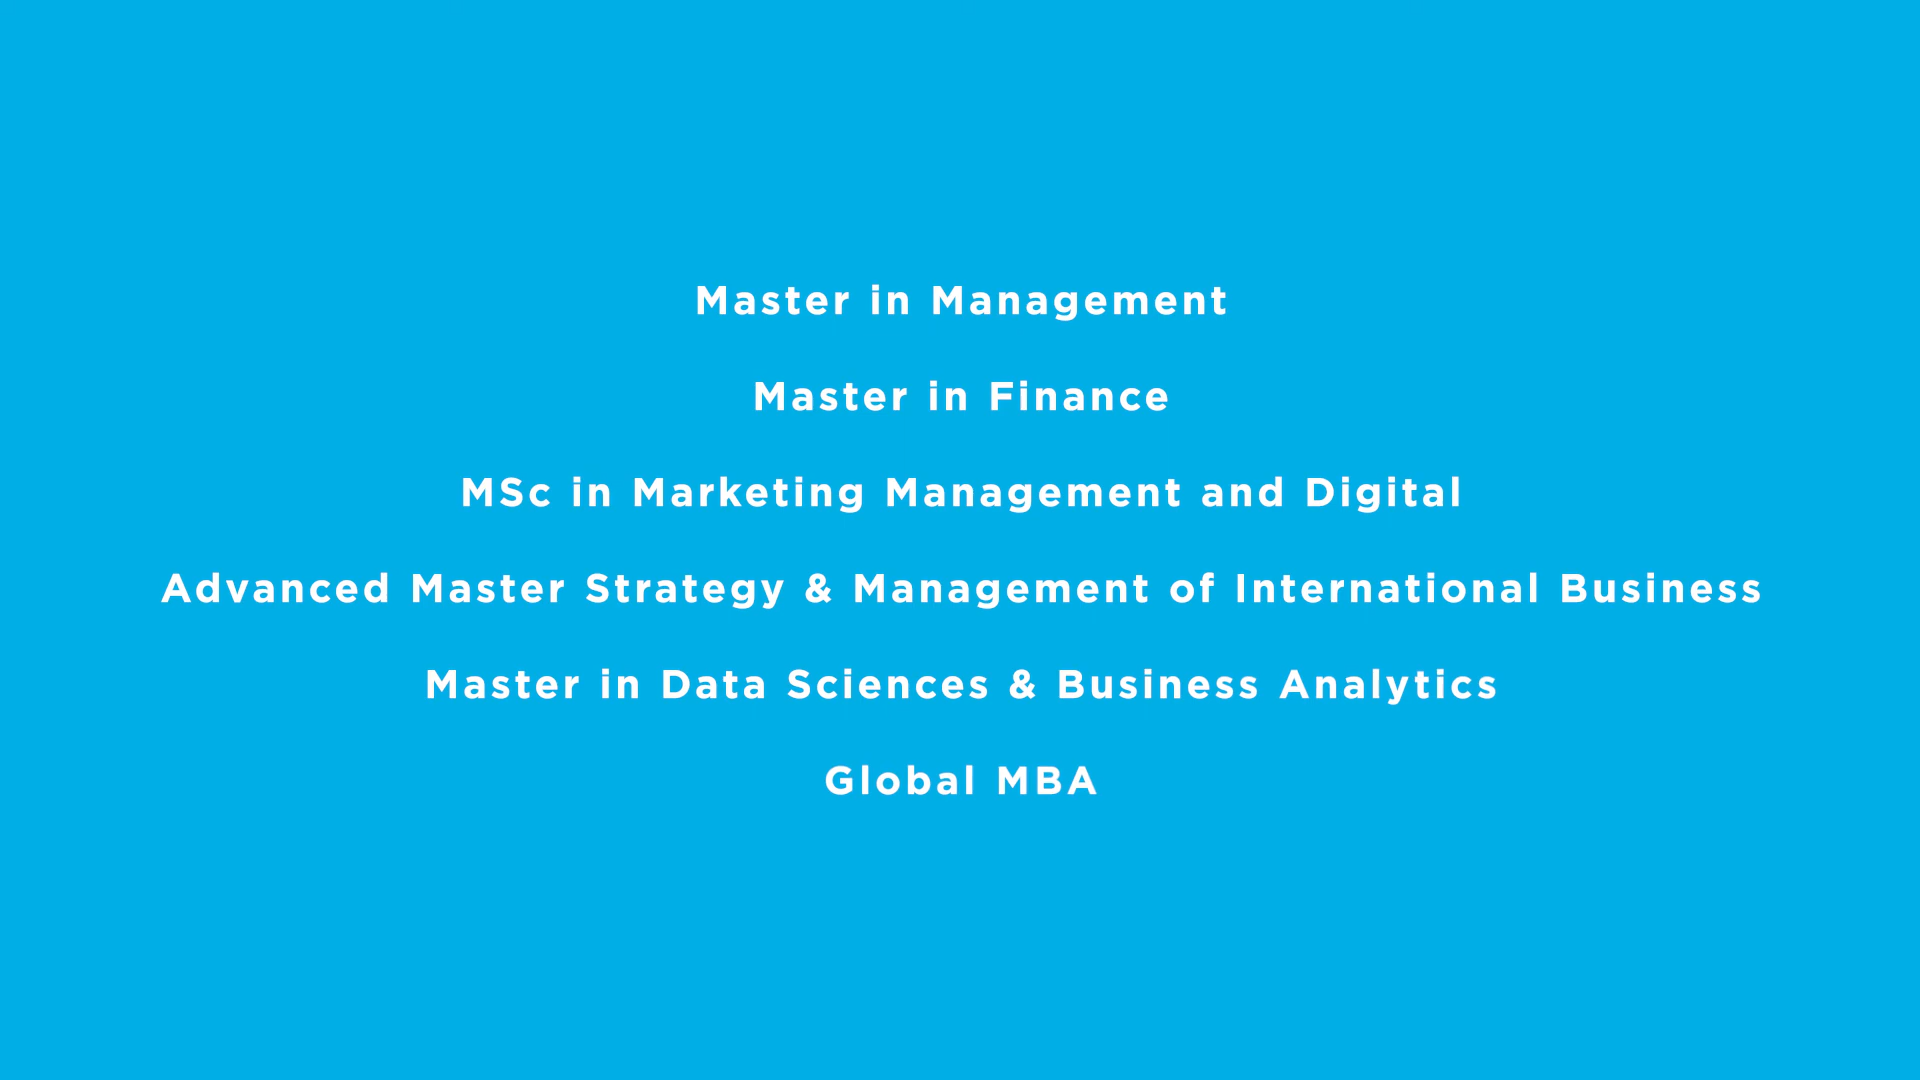 Master in Management
Master in Finance
MSc in Marketing Management and Digital
Advanced Master Strategy & Management of International Business
Master in Data Sciences & Business Analytics
Global MBA